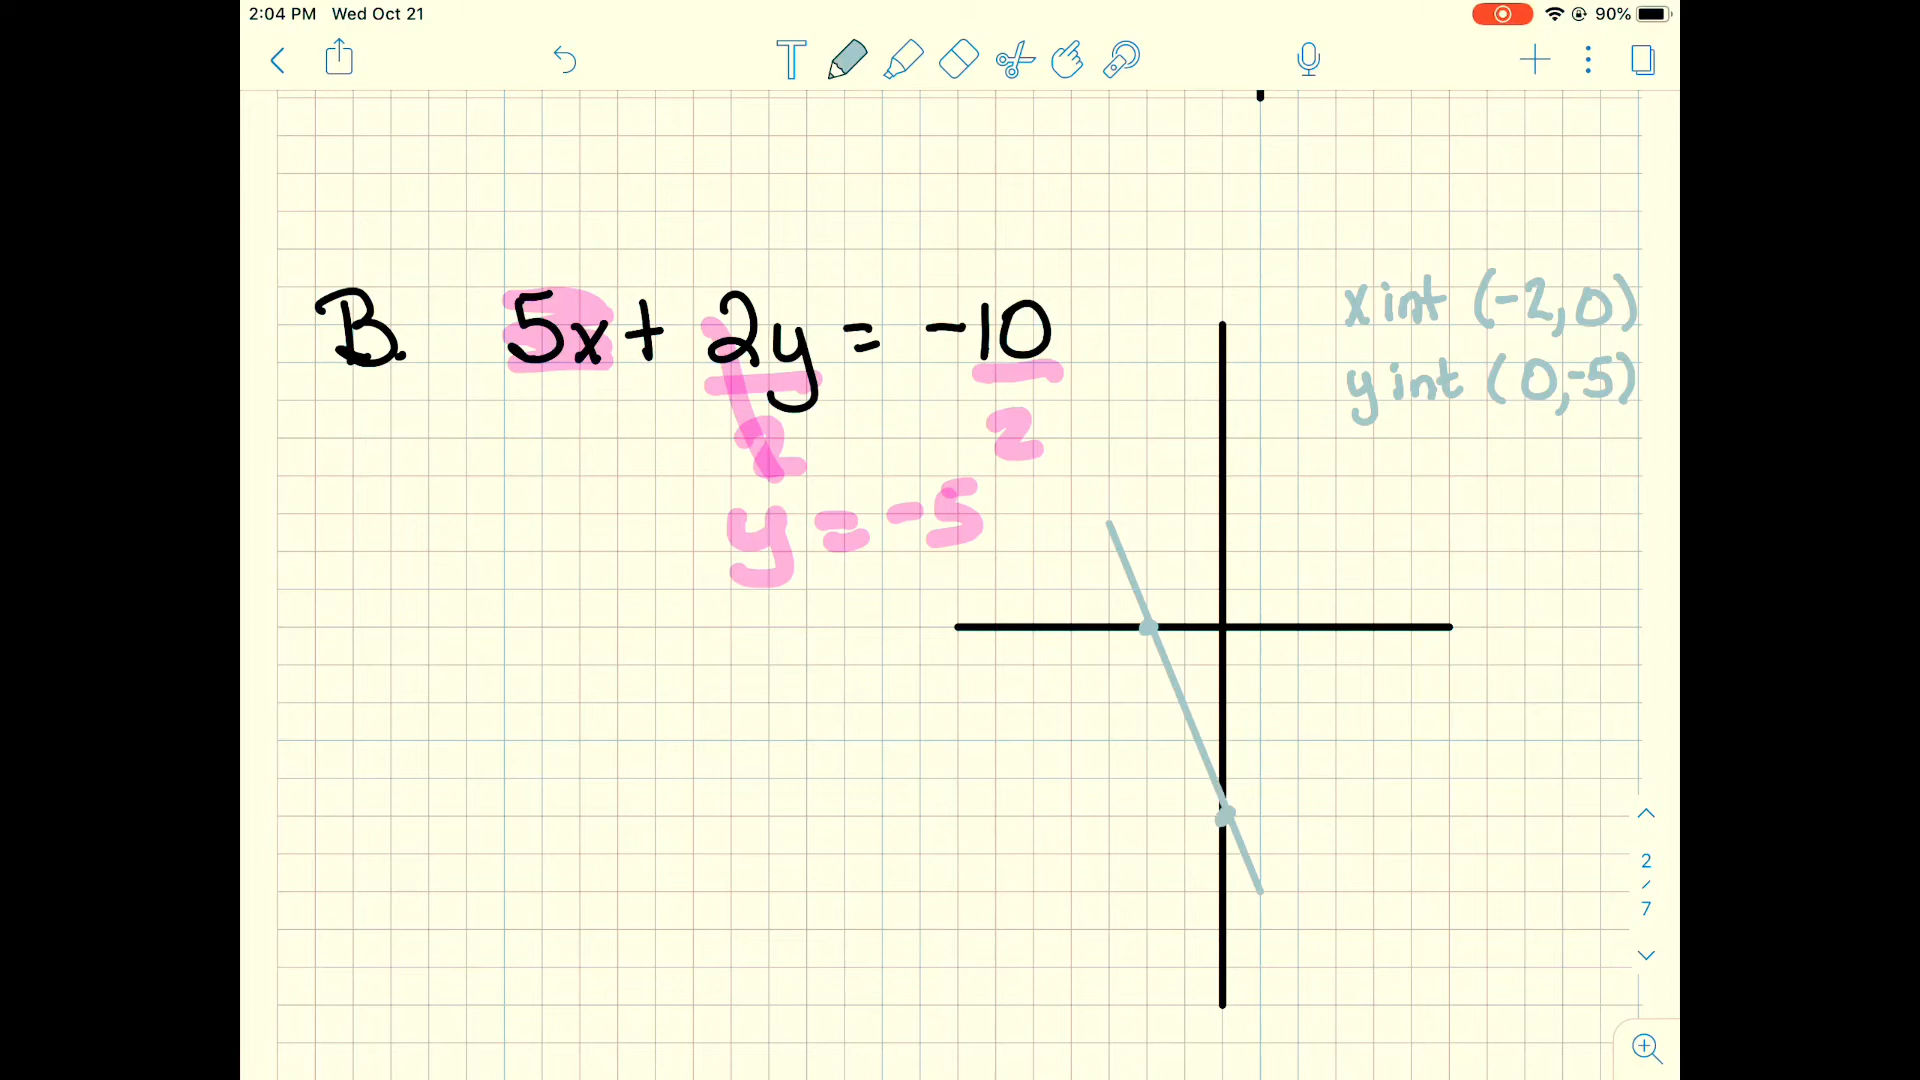 2:04 PM Wed Oct 21
90%
T
B. 5x + 2y = -10
2 2
y = -5
x int (-2,0)
y int (0,-5)
2
/
7